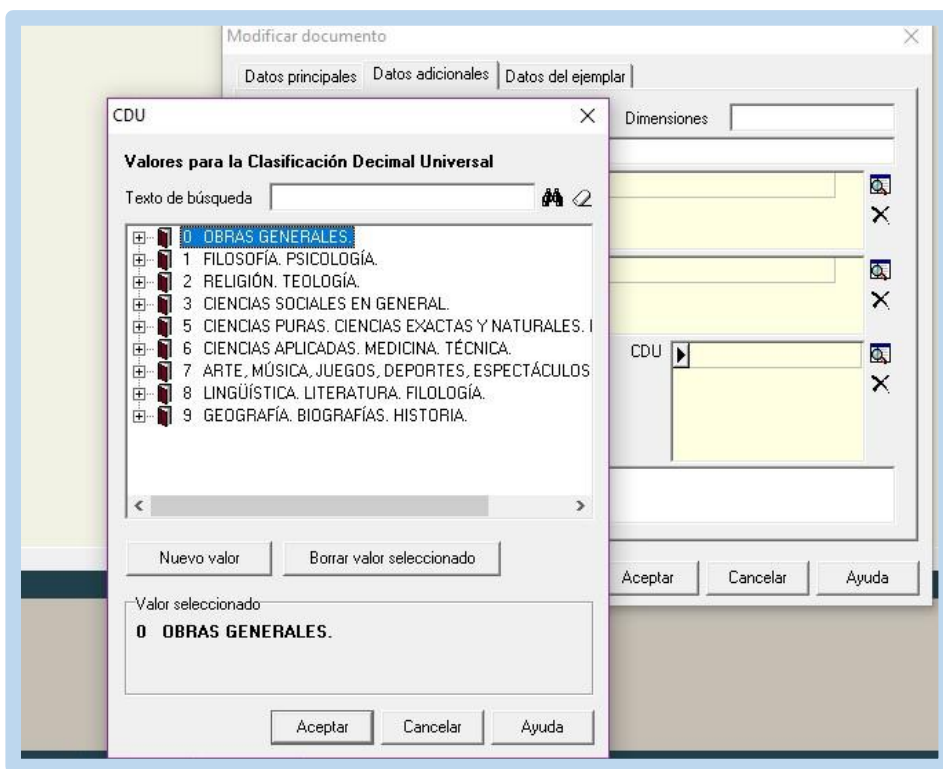 Modificar documento
Datos principales Datos adicionales Datos del ejemplar
Dimensiones
CDU
CDU
Valores para la Clasificación Decimal Universal
Texto de búsqueda
0 OBRAS GENERALES.
1 FILOSOFÍA. PSICOLOGÍA.
2 RELIGIÓN. TEOLOGÍA.
3 CIENCIAS SOCIALES EN GENERAL.
5 CIENCIAS PURAS. CIENCIAS EXACTAS Y NATURALES.
6 CIENCIAS APLICADAS. MEDICINA. TÉCNICA.
7 ARTE, MÚSICA, JUEGOS, DEPORTES, ESPECTÁCULOS
8 LINGÜÍSTICA. LITERATURA. FILOLOGÍA.
9 GEOGRAFÍA. BIOGRAFÍAS. HISTORIA.
Nuevo valor Borrar valor seleccionado
Valor seleccionado
0 OBRAS GENERALES.
Aceptar Cancelar Ayuda
Aceptar Cancelar Ayuda